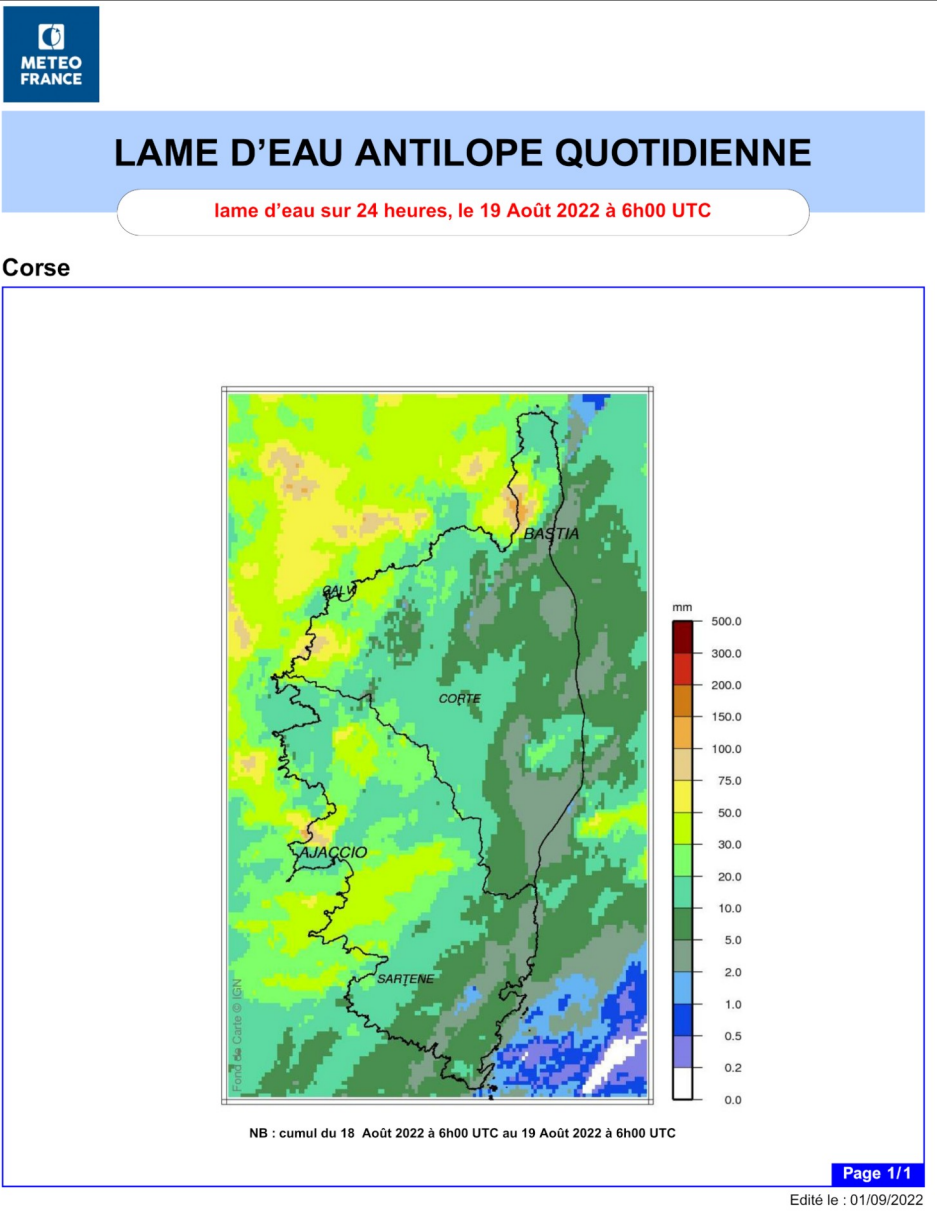 METEO
FRANCE
LAME D’EAU ANTILOPE QUOTIDIENNE
lame d’eau sur 24 heures, le 19 Août 2022 à 6h00 UTC
Corse
BASTIA
CALVI
CORTE
AJACCIO
SARTENE
Fond de Carte © IGN
mm
500.0
300.0
200.0
150.0
100.0
75.0
50.0
30.0
20.0
10.0
5.0
2.0
1.0
0.5
0.2
0.0
NB : cumul du 18 Août 2022 à 6h00 UTC au 19 Août 2022 à 6h00 UTC
Page 1/1
Edité le : 01/09/2022